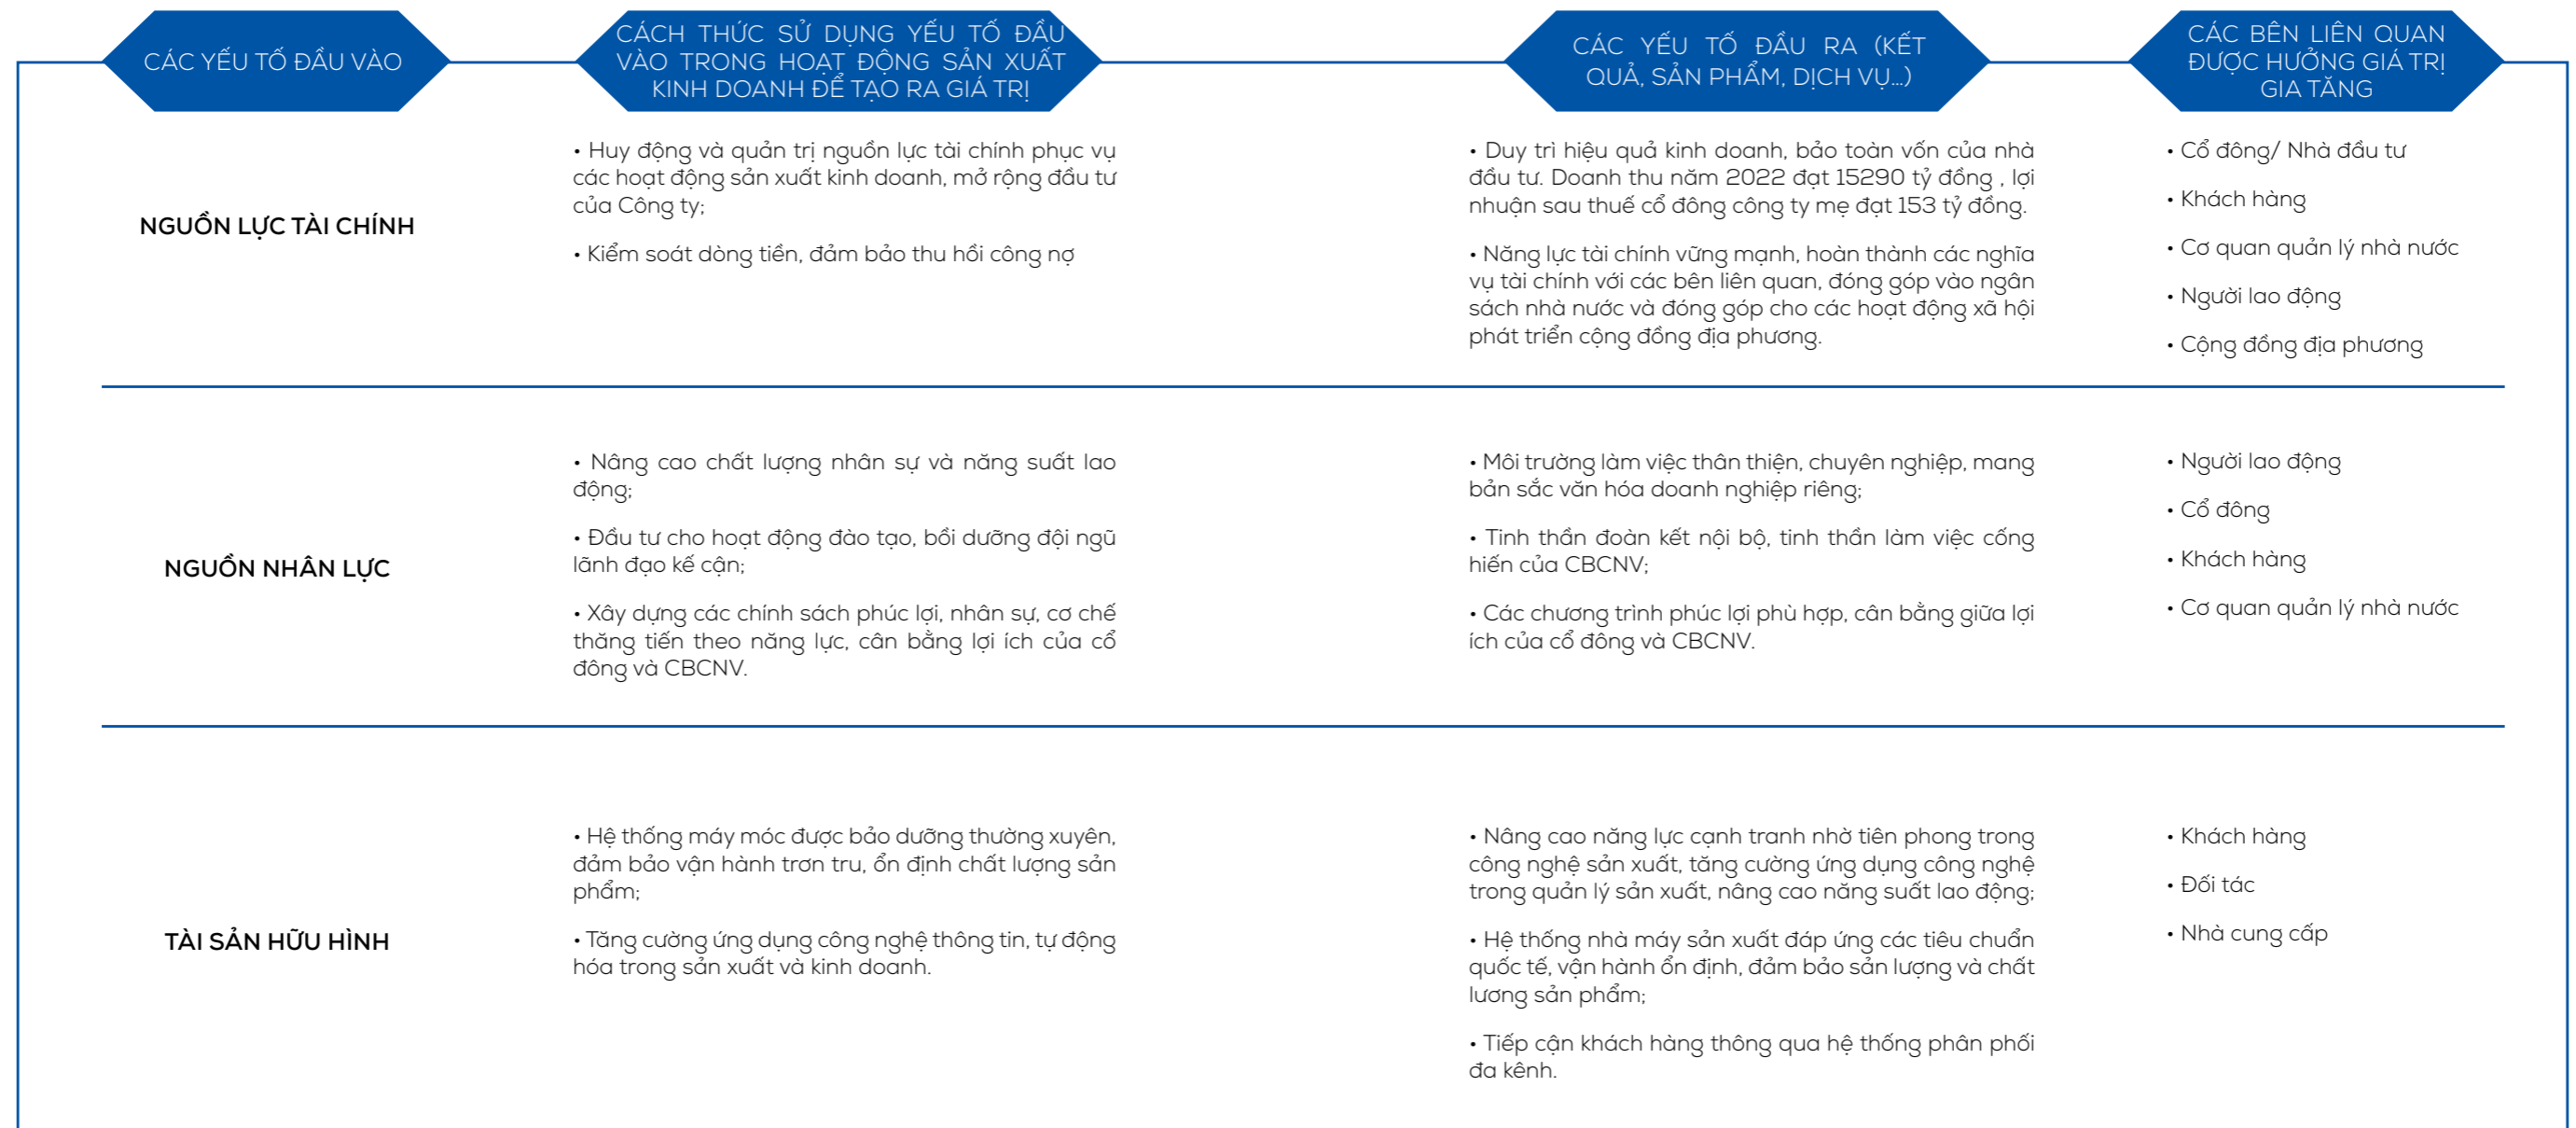 CÁC YẾU TỐ ĐẦU VÀO
CÁCH THỨC SỬ DỤNG YẾU TỐ ĐẦU
VÀO TRONG HOẠT ĐỘNG SẢN XUẤT
KINH DOANH ĐỂ TẠO RA GIÁ TRỊ
CÁC YẾU TỐ ĐẦU RA (KẾT
QUẢ, SẢN PHẨM, DỊCH VỤ...)
CÁC BÊN LIÊN QUAN
ĐƯỢC HƯỞNG GIÁ TRỊ
GIA TĂNG
NGUỒN LỰC TÀI CHÍNH
• Huy động và quản trị nguồn lực tài chính phục vụ
các hoạt động sản xuất kinh doanh, mở rộng đầu tư
của Công ty;
• Kiểm soát dòng tiền, đảm bảo thu hồi công nợ
• Duy trì hiệu quả kinh doanh, bảo toàn vốn của nhà
đầu tư. Doanh thu năm 2022 đạt 15290 tỷ đồng , lợi
nhuận sau thuế cổ đông công ty mẹ đạt 153 tỷ đồng.
• Năng lực tài chính vững mạnh, hoàn thành các nghĩa
vụ tài chính với các bên liên quan, đóng góp vào ngân
sách nhà nước và đóng góp cho các hoạt động xã hội
phát triển cộng đồng địa phương.
• Cổ đông/ Nhà đầu tư
• Khách hàng
• Cơ quan quản lý nhà nước
• Người lao động
• Cộng đồng địa phương
NGUỒN NHÂN LỰC
• Nâng cao chất lượng nhân sự và năng suất lao
động;
• Đầu tư cho hoạt động đào tạo, bồi dưỡng đội ngũ
lãnh đạo kế cận;
• Xây dựng các chính sách phúc lợi, nhân sự, cơ chế
thăng tiến theo năng lực, cân bằng lợi ích của cổ
đông và CBCNV.
• Môi trường làm việc thân thiện, chuyên nghiệp, mang
bản sắc văn hóa doanh nghiệp riêng;
• Tinh thần đoàn kết nội bộ, tinh thần làm việc cống
hiến của CBCNV;
• Các chương trình phúc lợi phù hợp, cân bằng giữa lợi
ích của cổ đông và CBCNV.
• Người lao động
• Cổ đông
• Khách hàng
• Cơ quan quản lý nhà nước
TÀI SẢN HỮU HÌNH
• Hệ thống máy móc được bảo dưỡng thường xuyên,
đảm bảo vận hành trơn tru, ổn định chất lượng sản
phẩm;
• Tăng cường ứng dụng công nghệ thông tin, tự động
hóa trong sản xuất và kinh doanh.
• Nâng cao năng lực cạnh tranh nhờ tiên phong trong
công nghệ sản xuất, tăng cường ứng dụng công nghệ
trong quản lý sản xuất, nâng cao năng suất lao động;
• Hệ thống nhà máy sản xuất đáp ứng các tiêu chuẩn
quốc tế, vận hành ổn định, đảm bảo sản lượng và chất
lương sản phẩm;
• Tiếp cận khách hàng thông qua hệ thống phân phối
đa kênh.
• Khách hàng
• Đối tác
• Nhà cung cấp